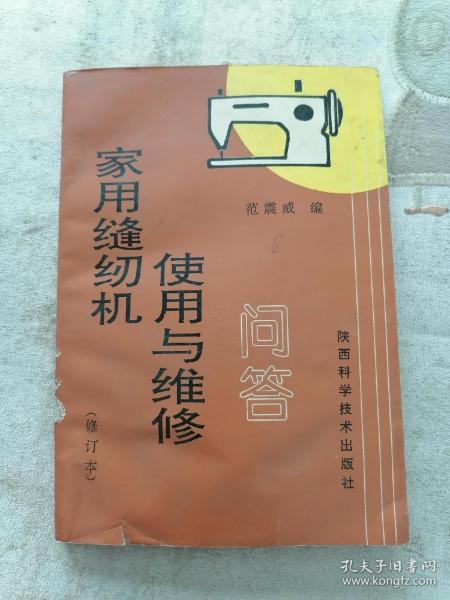 家用缝纫机
使用与维修
问答
(修订本)
范震威 编
陕西科学技术出版社
孔夫子旧书网
www.kongfz.com